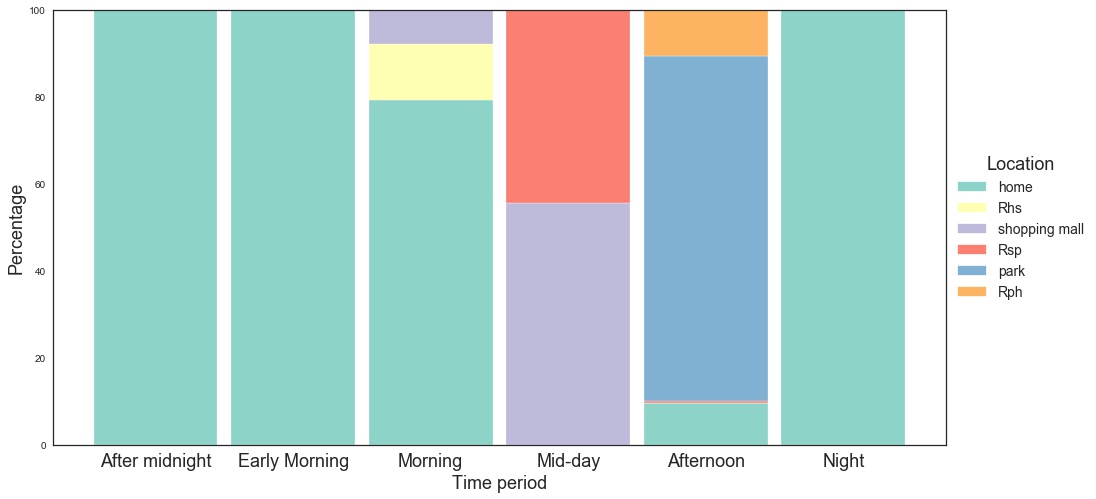 100
80
60
40
20
0
Percentage
After midnight Early Morning Morning Mid-day Afternoon Night
Time period
Location
home
Rhs
shopping mall
Rsp
park
Rph